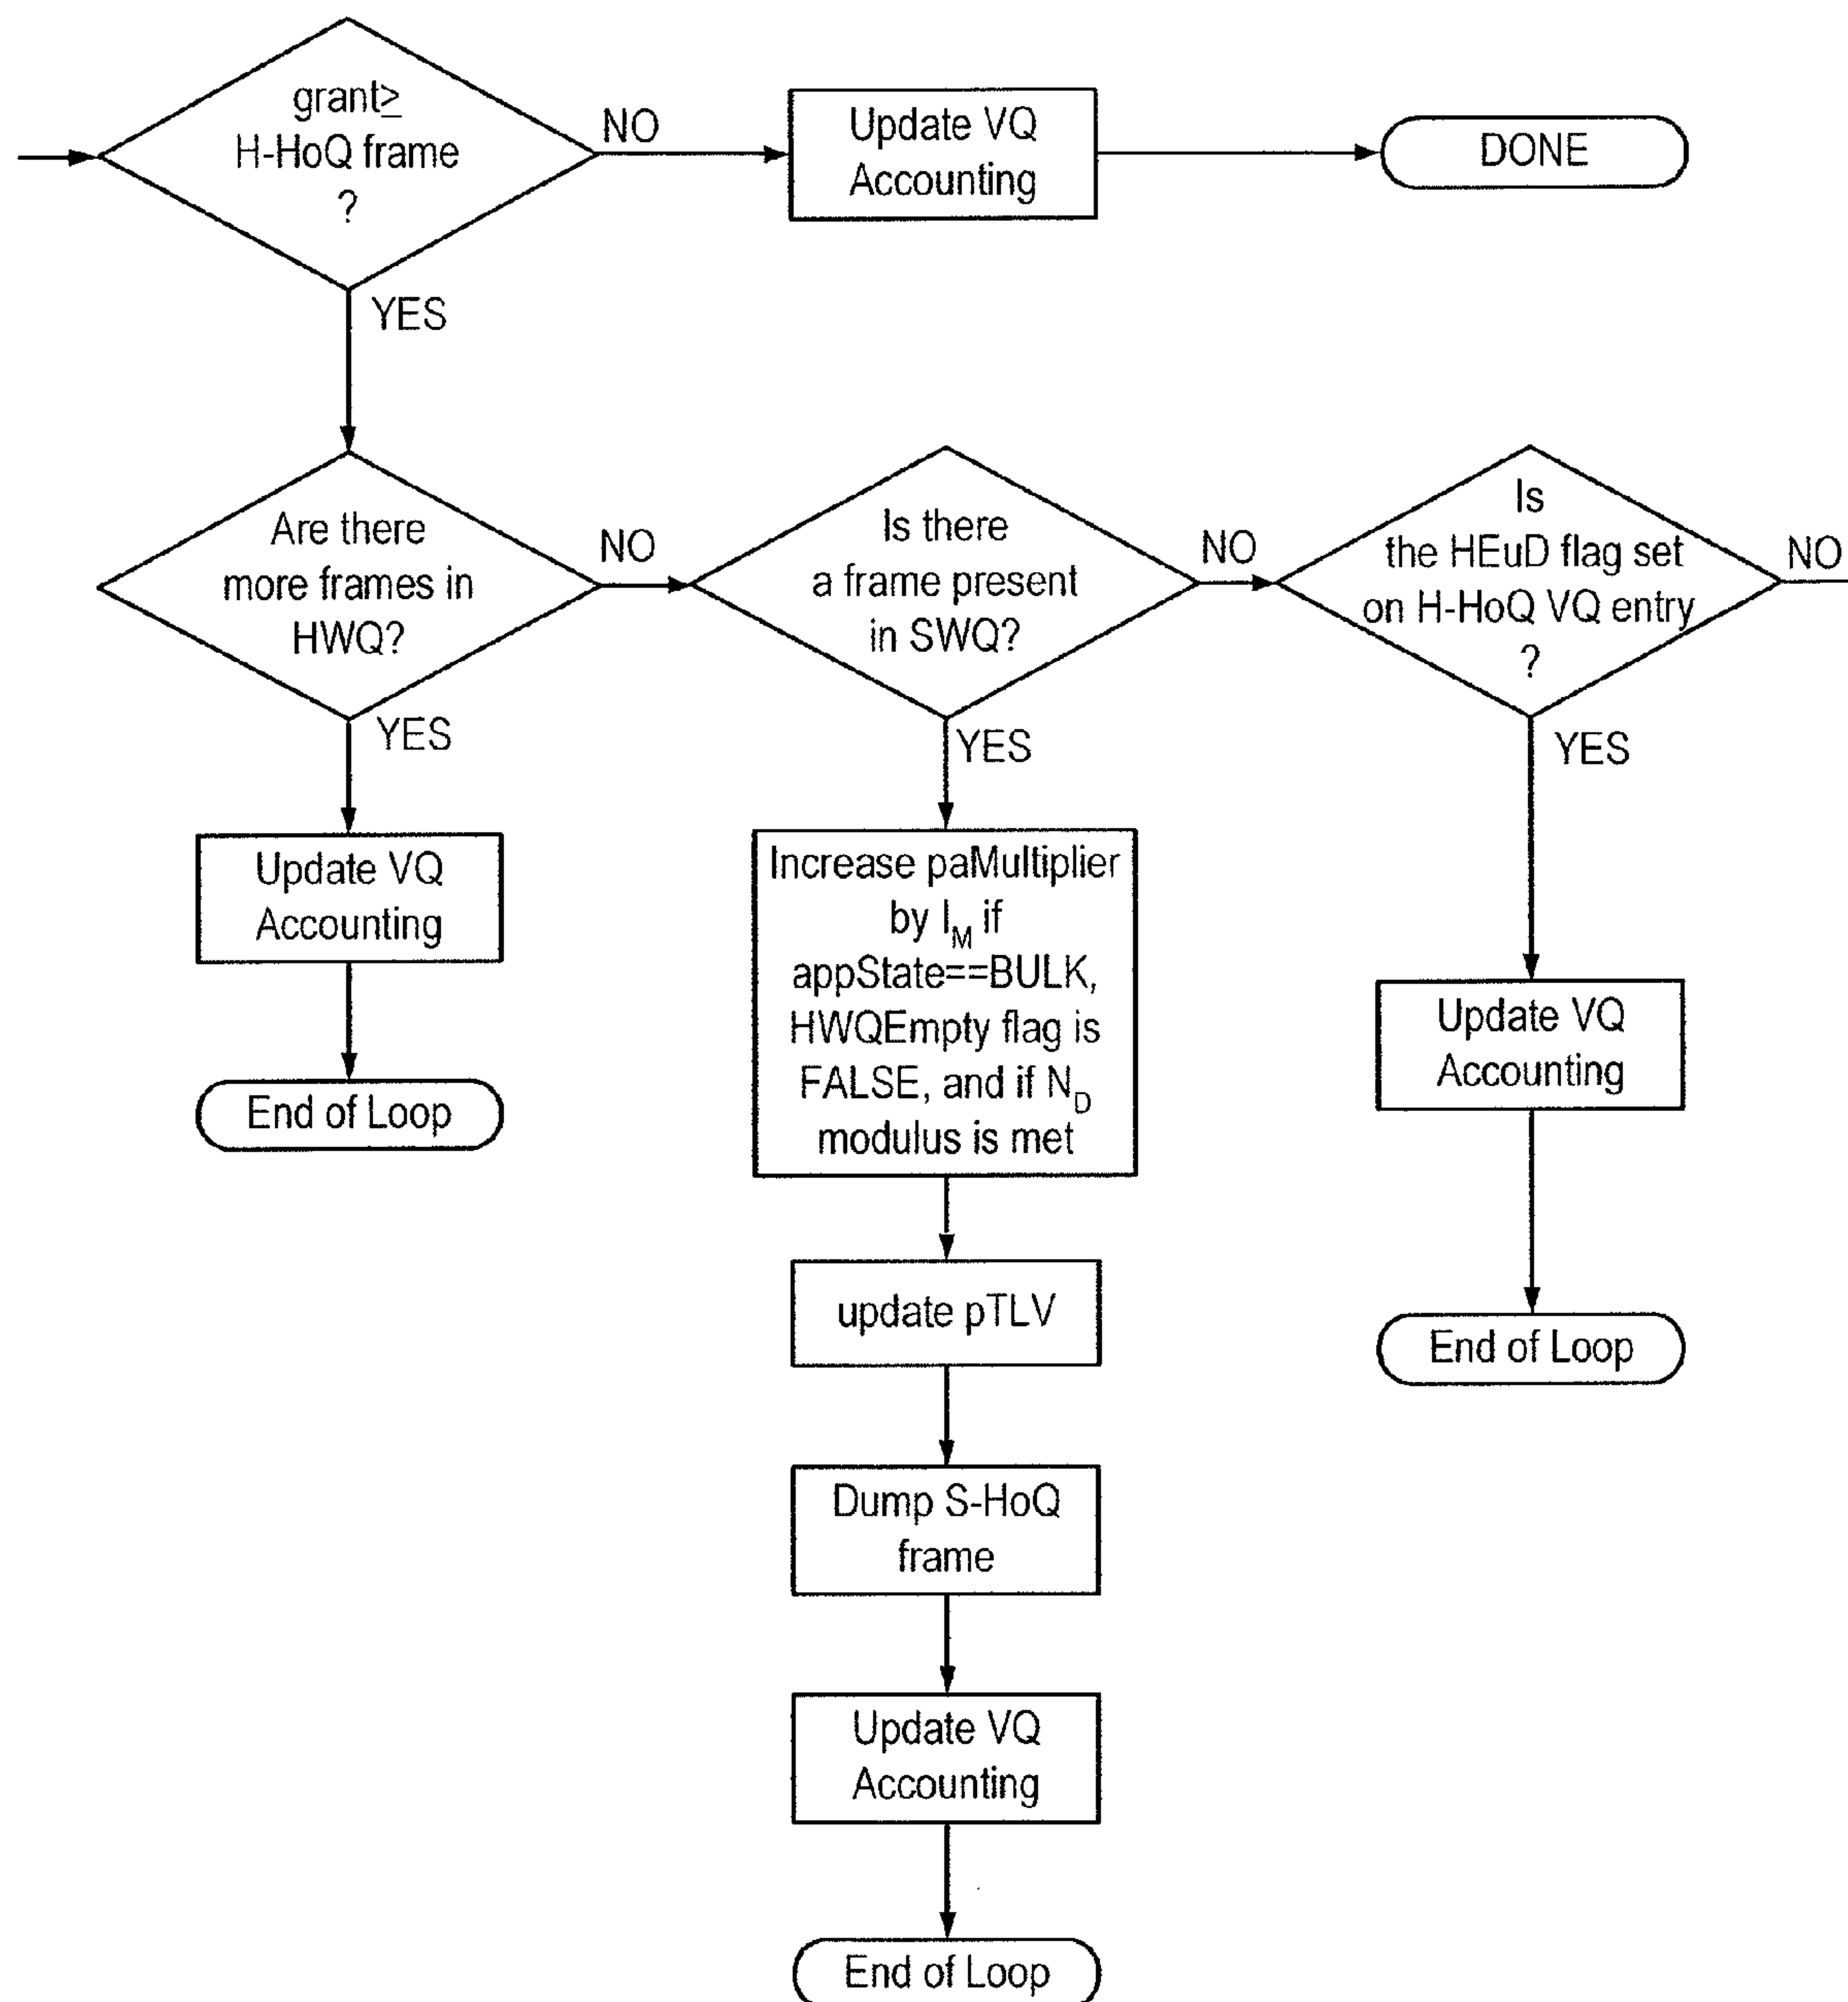 grant≥
H-HoQ frame
?
NO
Update VQ
Accounting
DONE
YES
Are there
more frames in
HWQ?
NO
Is there
a frame present
in SWQ?
NO
Is
the HEuD flag set
on H-HoQ VQ entry
?
NO
YES
YES
YES
Update VQ
Accounting
End of Loop
Increase paMultiplier
by I_M if
appState==BULK,
HWQEmpty flag is
FALSE, and if N_D
modulus is met
Update VQ
Accounting
End of Loop
update pTLV
Dump S-HoQ
frame
Update VQ
Accounting
End of Loop